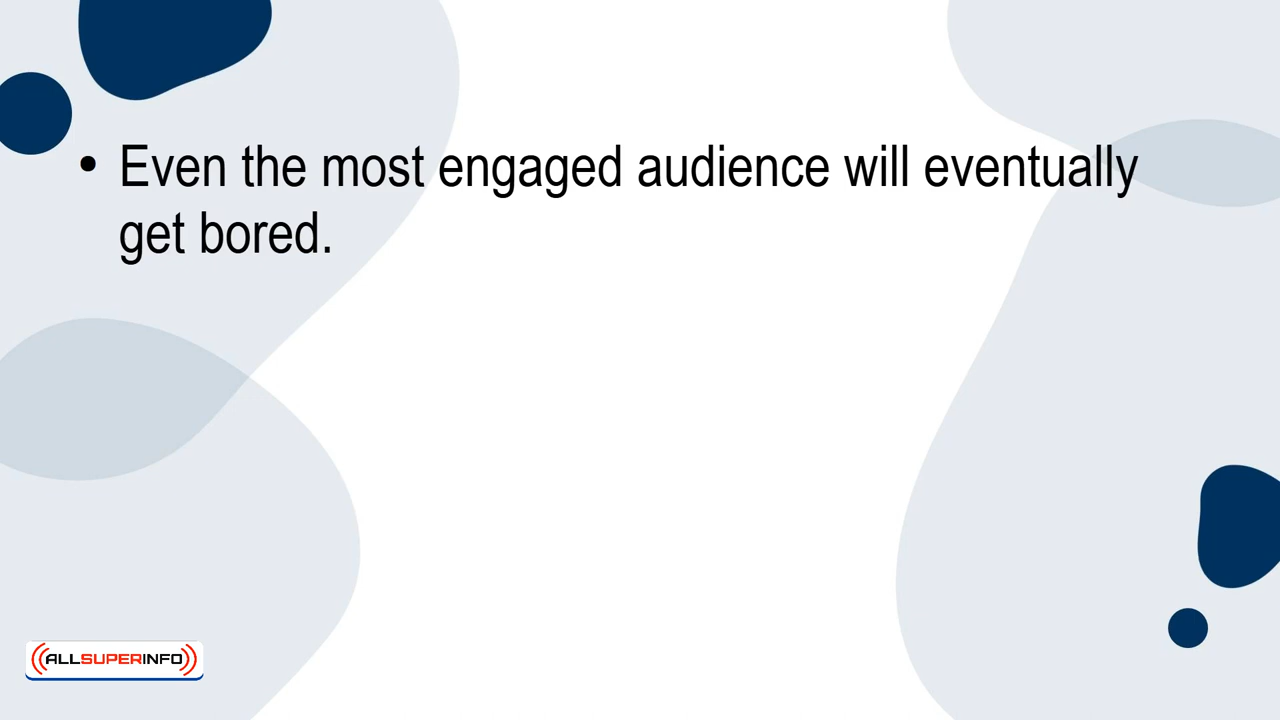 • Even the most engaged audience will eventually
get bored.
ALLSUPERINFO